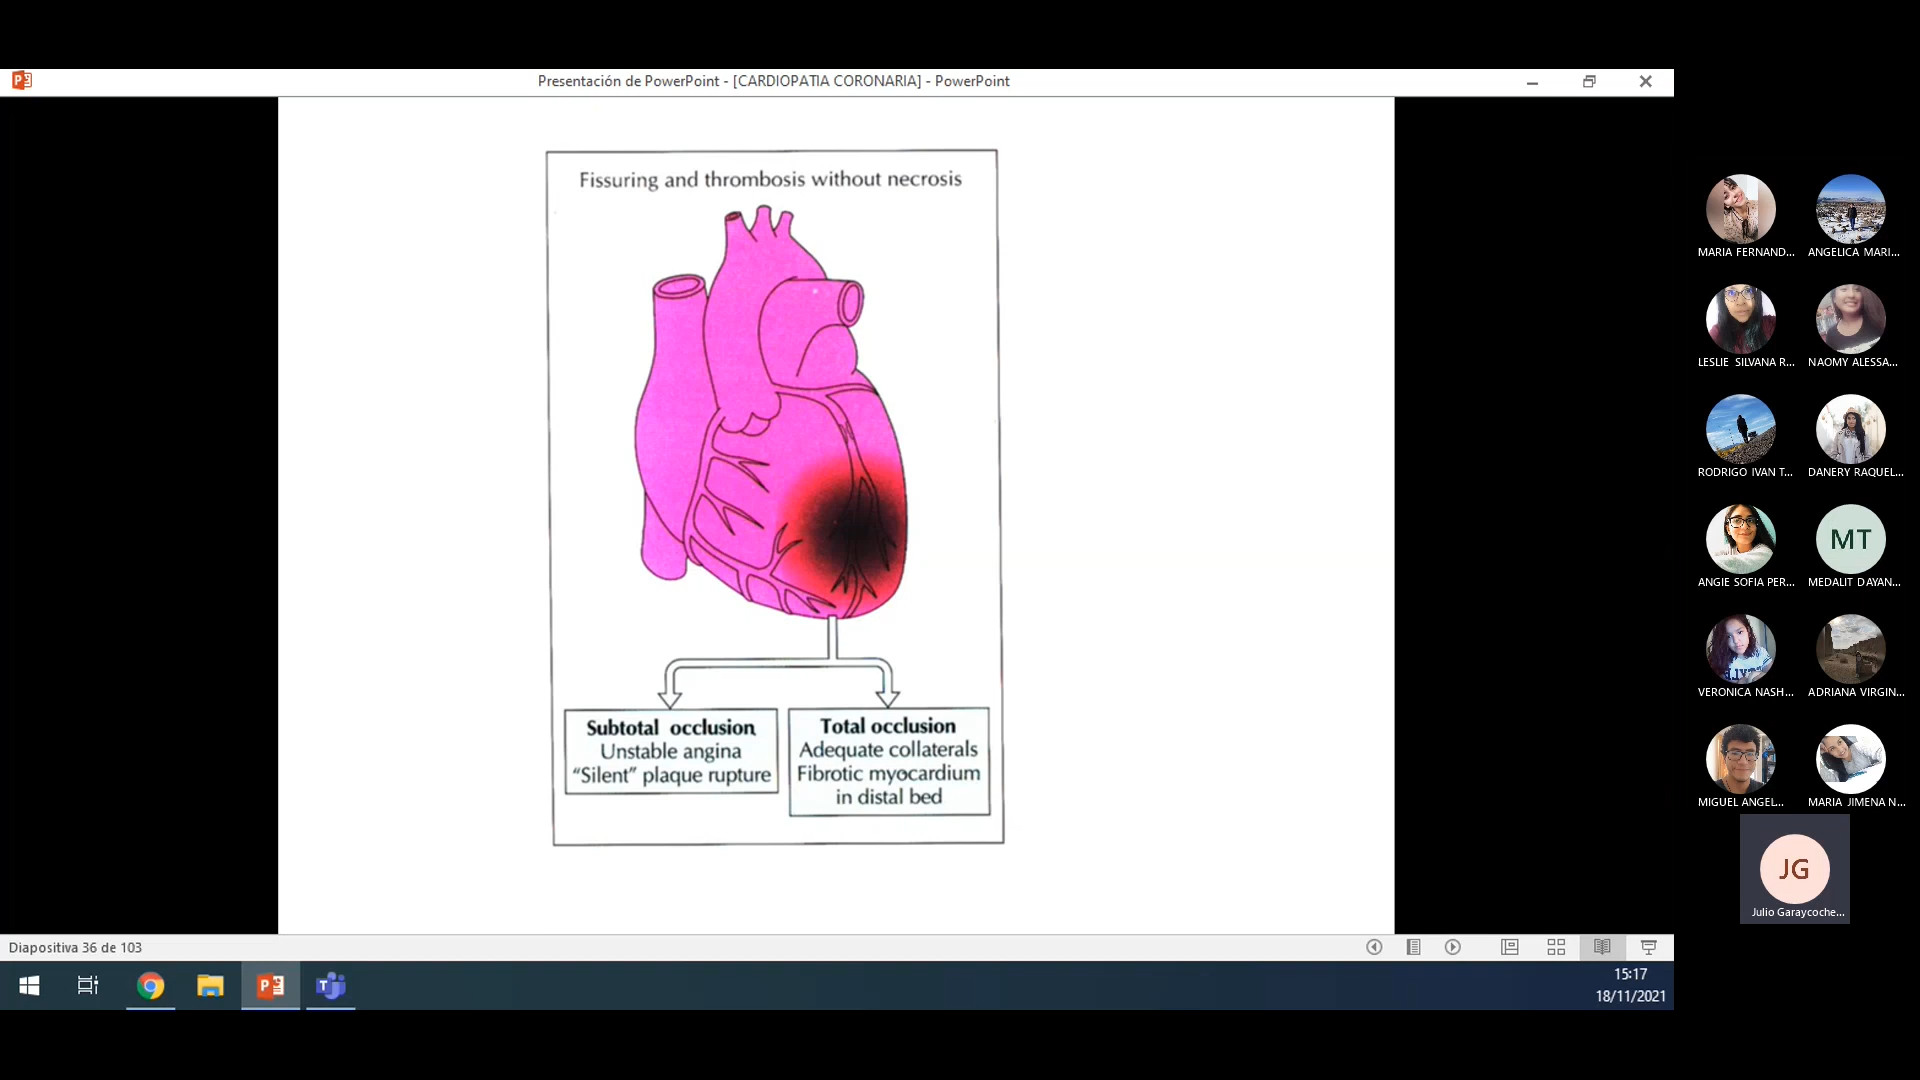 Presentación de PowerPoint - [CARDIOPATIA CORONARIA] - PowerPoint
Fissuring and thrombosis without necrosis
Subtotal occlusion
Unstable angina
“Silent” plaque rupture
Total occlusion
Adequate collaterals
Fibrotic myocardium
in distal bed
MARIA FERNAND...
ANGELICA MARI...
LESLIE SILVANA R...
NAOMY ALESSA...
RODRIGO IVAN T...
DANERY RAQUEL...
ANGIE SOFIA PER...
MT
MEDALIT DAYAN...
VERONICA NASH...
ADRIANA VIRGIN...
MIGUEL ANGEL...
MARIA JIMENA N...
JG
Julio Garaycoche...
Diapositiva 36 de 103
15:17
18/11/2021